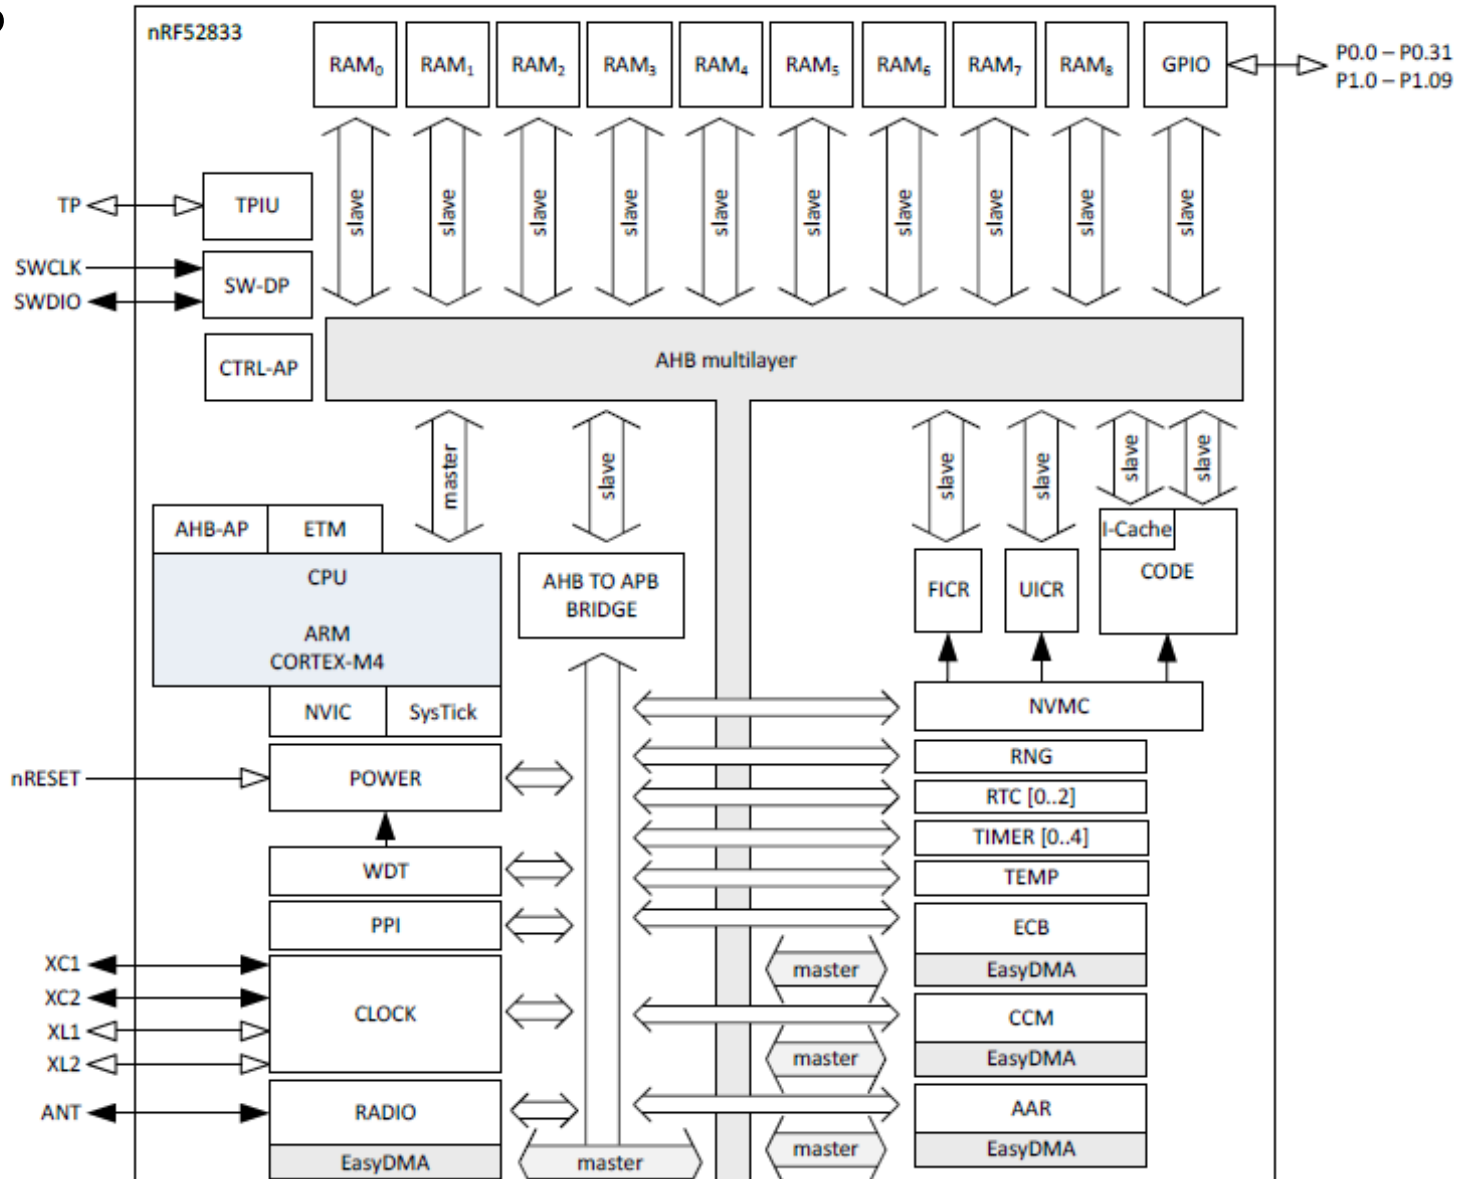 nRF52833
RAM0 RAM1 RAM2 RAM3 RAM4 RAM5 RAM6 RAM7 RAM8 GPIO
P0.0 – P0.31
P1.0 – P1.09
slave slave slave slave slave slave slave slave slave slave
TP
TPIU
SWCLK
SWDIO
SW-DP
CTRL-AP
AHB multilayer
master slave slave slave slave slave
AHB-AP ETM
CPU
ARM
CORTEX-M4
NVIC SysTick
AHB TO APB
BRIDGE
FICR UICR
I-Cache
CODE
NVMC
nRESET
POWER
RNG
RTC [0..2]
TIMER [0..4]
WDT
TEMP
PPI
ECB
master EasyDMA
XC1
XC2
XL1
XL2
CLOCK
CCM
master EasyDMA
ANT
RADIO
AAR
EasyDMA master
master EasyDMA